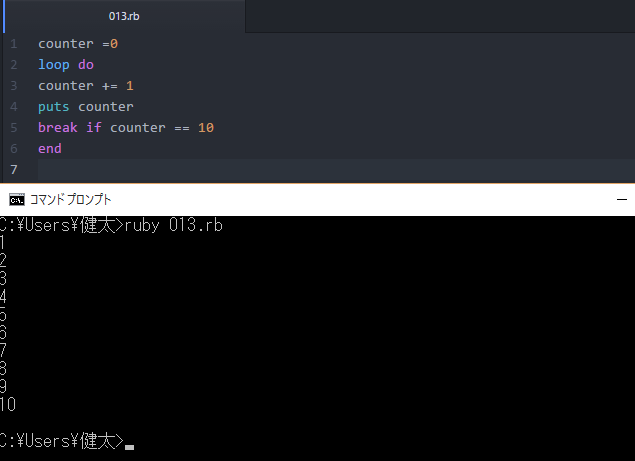 013.rb
1 counter =0
2 loop do
3 counter += 1
4 puts counter
5 break if counter == 10
6 end
7
コマンドプロンプト
C:¥Users¥健太>ruby 013.rb
1
2
3
4
5
6
7
8
9
10
C:¥Users¥健太>